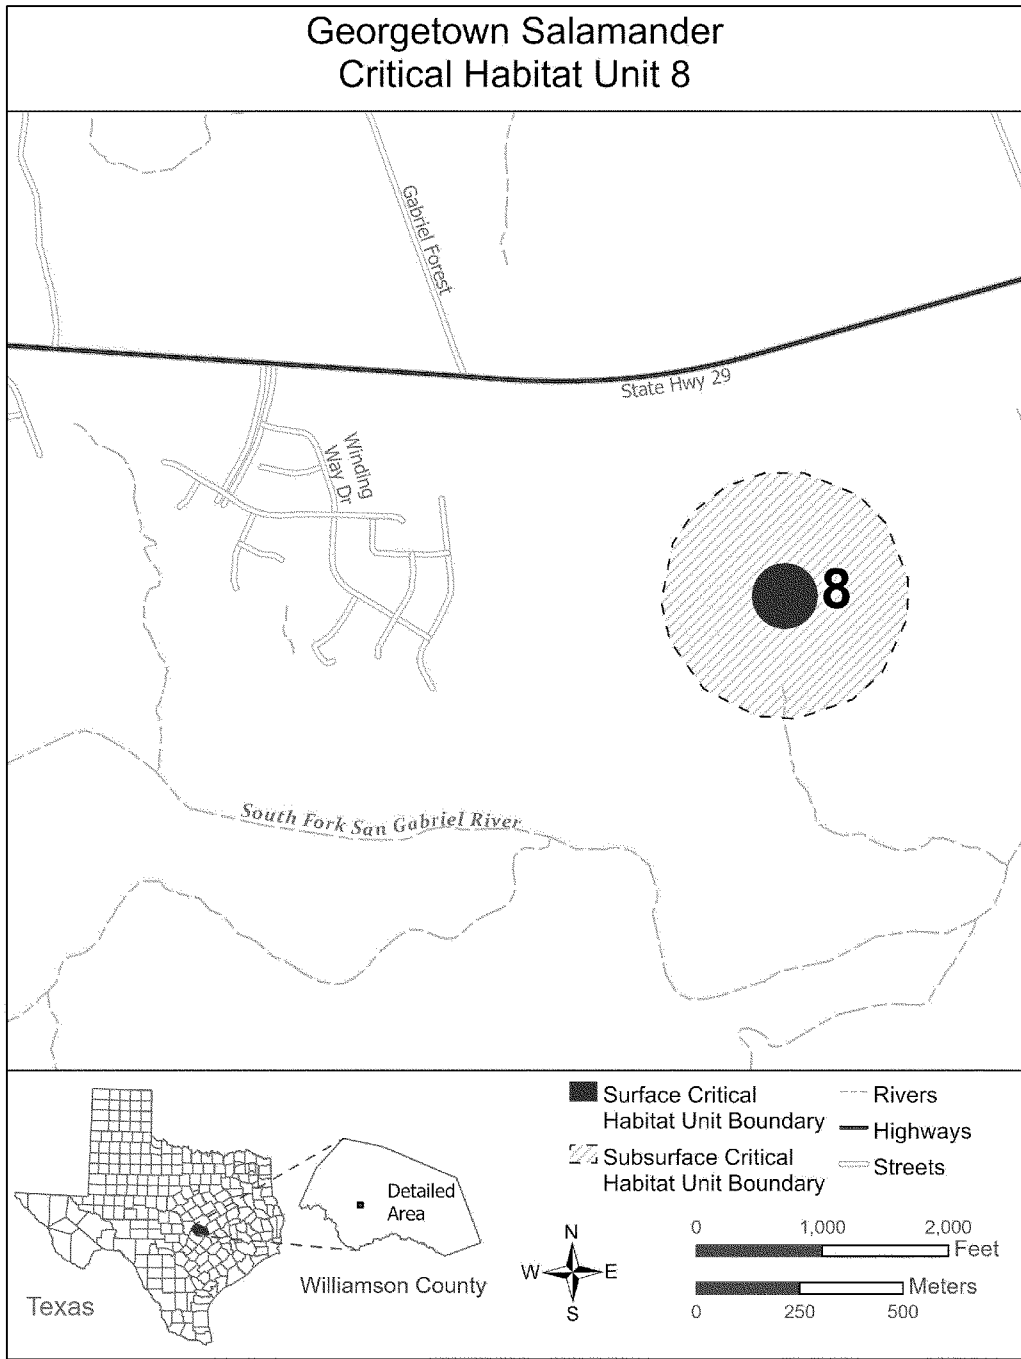 Georgetown Salamander
Critical Habitat Unit 8
Gabriel Forest
State Hwy 29
Winding
Way Dr
8
South Fork San Gabriel River
Surface Critical
Habitat Unit Boundary
Subsurface Critical
Habitat Unit Boundary
Rivers
Highways
Streets
Detailed
Area
Williamson County
Texas
N
W E
S
0 1,000 2,000
Feet
Meters
0 250 500